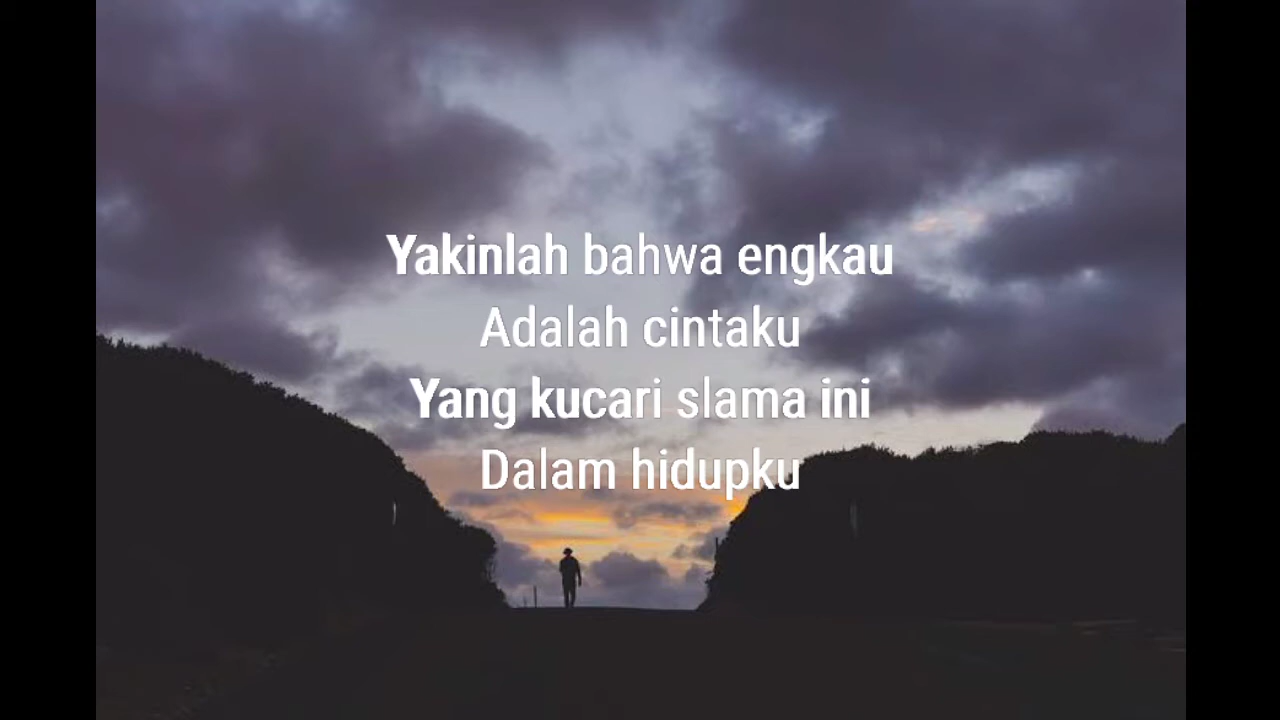 Yakinlah bahwa engkau
Adalah cintaku
Yang kucari slama ini
Dalam hidupku